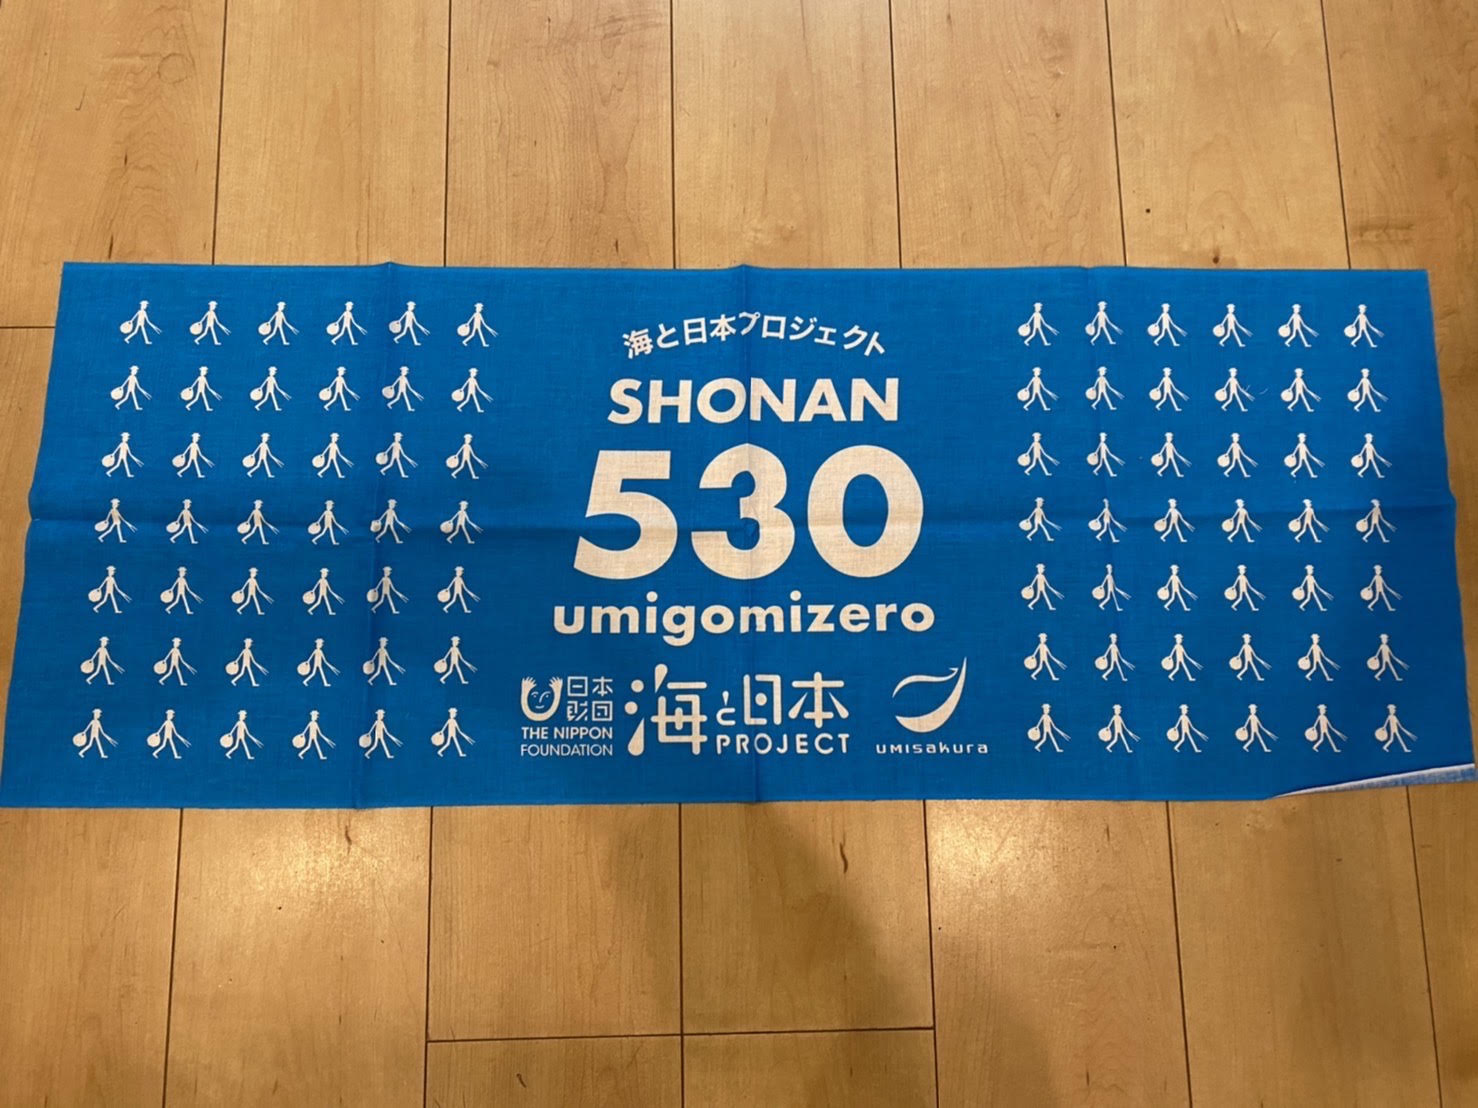 海と日本プロジェクト
SHONAN
530
umigomizero
日本
財団
THE NIPPON
FOUNDATION
海と日本
PROJECT
UMISAKURA